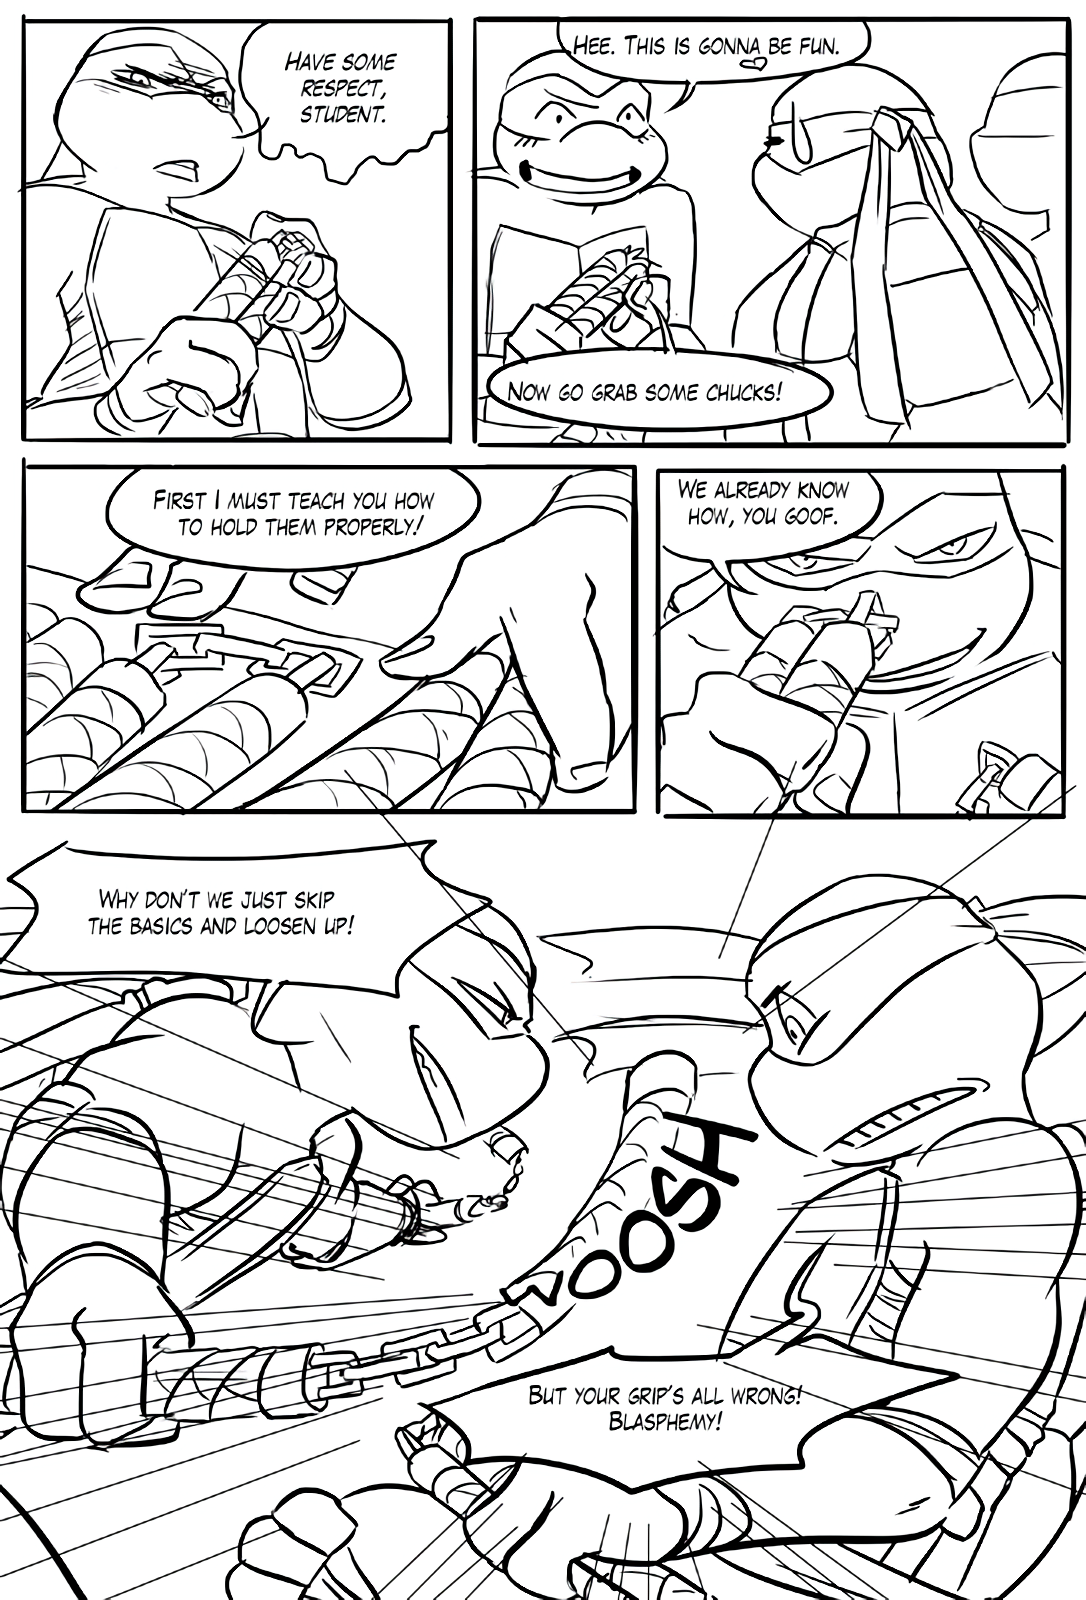 Have some
respect,
student.
Hee. This is gonna be fun.
Now go grab some chucks!
First I must teach you how
to hold them properly!
We already know
how, you goof.
Why don't we just skip
the basics and loosen up!
WOOSH
But your grip's all wrong!
Blasphemy!